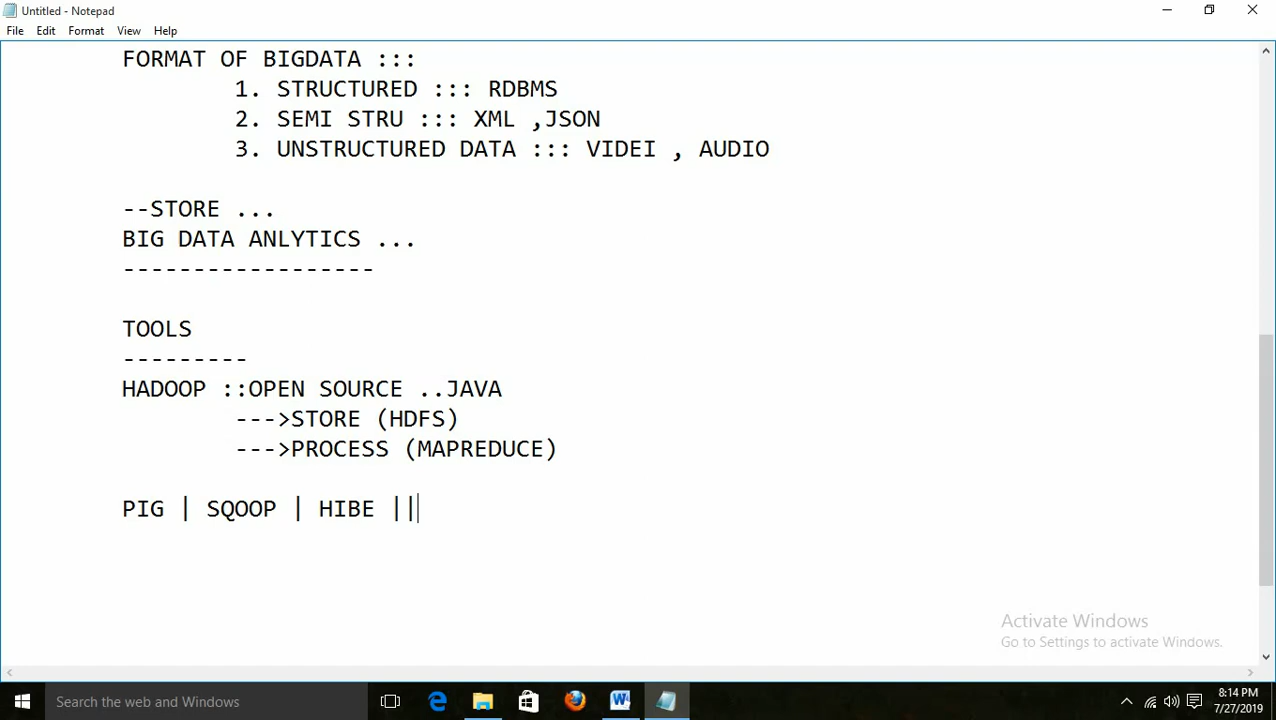 Untitled - Notepad
File Edit Format View Help
FORMAT OF BIGDATA :::
1. STRUCTURED ::: RDBMS
2. SEMI STRU ::: XML ,JSON
3. UNSTRUCTURED DATA ::: VIDEI , AUDIO
--STORE ...
BIG DATA ANLYTICS ...
------------------
TOOLS
---------
HADOOP ::OPEN SOURCE ..JAVA
--->STORE (HDFS)
--->PROCESS (MAPREDUCE)
PIG | SQOOP | HIBE ||
Activate Windows
Go to Settings to activate Windows.
Search the web and Windows
8:14 PM
7/27/2019